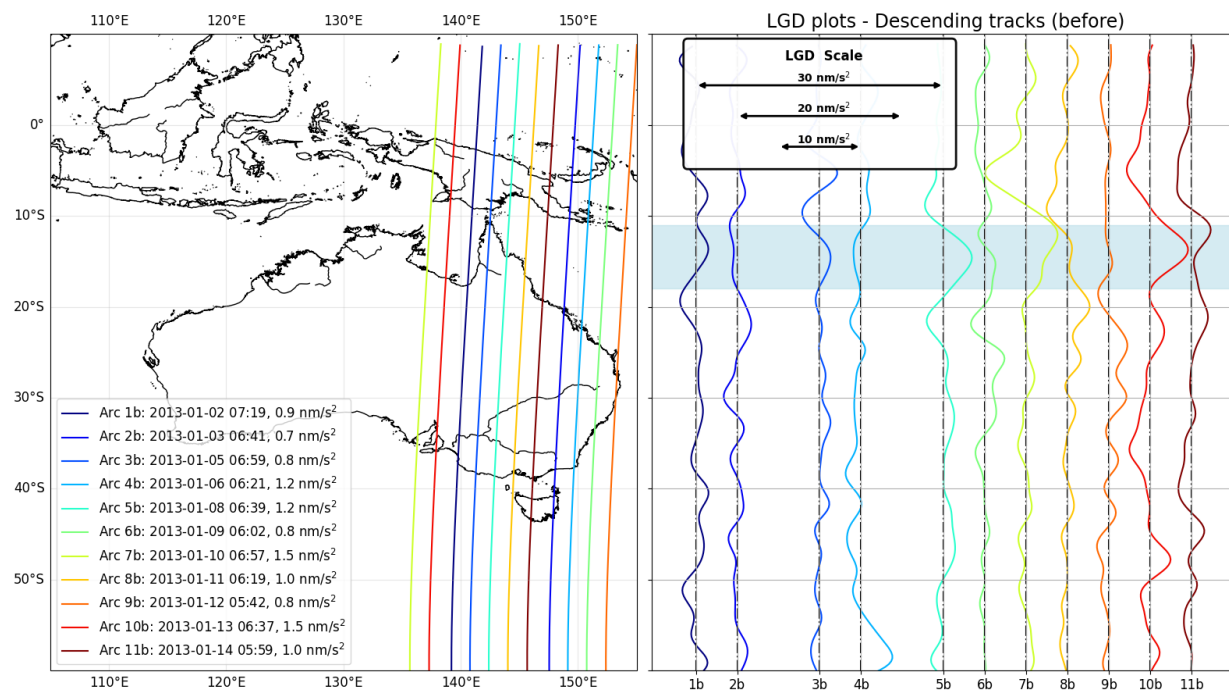 LGD plots - Descending tracks (before)
110°E 120°E 130°E 140°E 150°E
LGD Scale
30 nm/s²
20 nm/s²
10 nm/s²
0°
10°S
20°S
30°S
40°S
50°S
Arc 1b: 2013-01-02 07:19, 0.9 nm/s²
Arc 2b: 2013-01-03 06:41, 0.7 nm/s²
Arc 3b: 2013-01-05 06:59, 0.8 nm/s²
Arc 4b: 2013-01-06 06:21, 1.2 nm/s²
Arc 5b: 2013-01-08 06:39, 1.2 nm/s²
Arc 6b: 2013-01-09 06:02, 0.8 nm/s²
Arc 7b: 2013-01-10 06:57, 1.5 nm/s²
Arc 8b: 2013-01-11 06:19, 1.0 nm/s²
Arc 9b: 2013-01-12 05:42, 0.8 nm/s²
Arc 10b: 2013-01-13 06:37, 1.5 nm/s²
Arc 11b: 2013-01-14 05:59, 1.0 nm/s²
110°E 120°E 130°E 140°E 150°E
1b 2b 3b 4b 5b 6b 7b 8b 9b 10b 11b